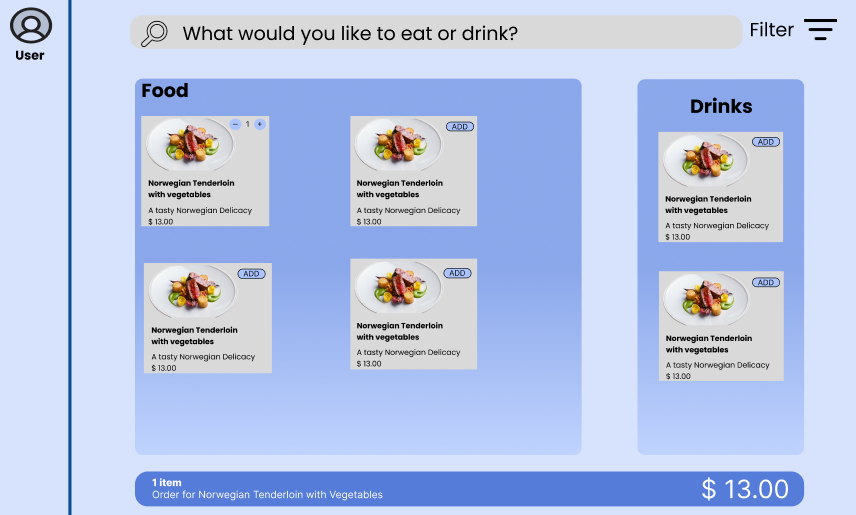 User
What would you like to eat or drink?
Filter
Food
− 1 +
Norwegian Tenderloin
with vegetables
A tasty Norwegian Delicacy
$ 13.00
ADD
Norwegian Tenderloin
with vegetables
A tasty Norwegian Delicacy
$ 13.00
ADD
Norwegian Tenderloin
with vegetables
A tasty Norwegian Delicacy
$ 13.00
ADD
Norwegian Tenderloin
with vegetables
A tasty Norwegian Delicacy
$ 13.00
Drinks
ADD
Norwegian Tenderloin
with vegetables
A tasty Norwegian Delicacy
$ 13.00
ADD
Norwegian Tenderloin
with vegetables
A tasty Norwegian Delicacy
$ 13.00
1 item
Order for Norwegian Tenderloin with Vegetables
$ 13.00